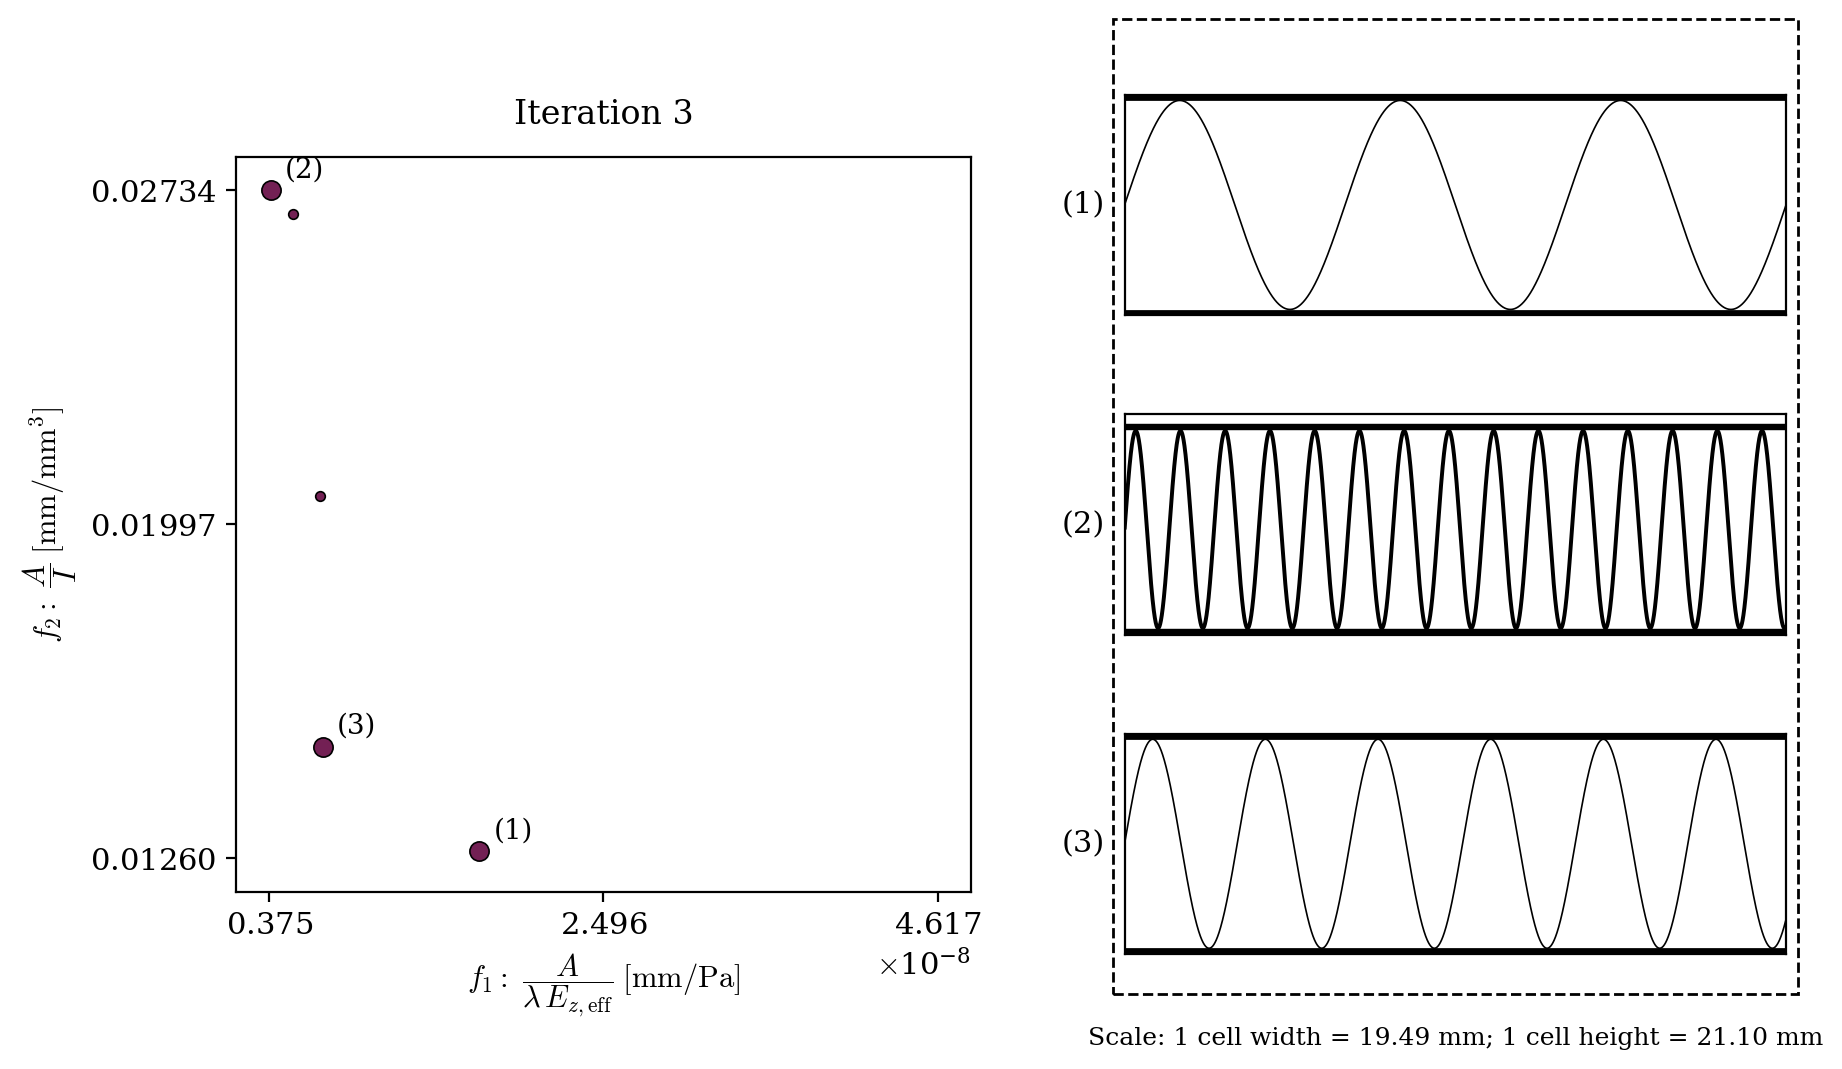 Iteration 3
(2)
0.02734
0.01997
0.01260
(3)
(1)
f₂ : A/I [mm/mm³]
0.375 2.496 4.617
×10⁻⁸
f₁ : A/(λ E_{z, eff}) [mm/Pa]
(1)
(2)
(3)
Scale: 1 cell width = 19.49 mm; 1 cell height = 21.10 mm